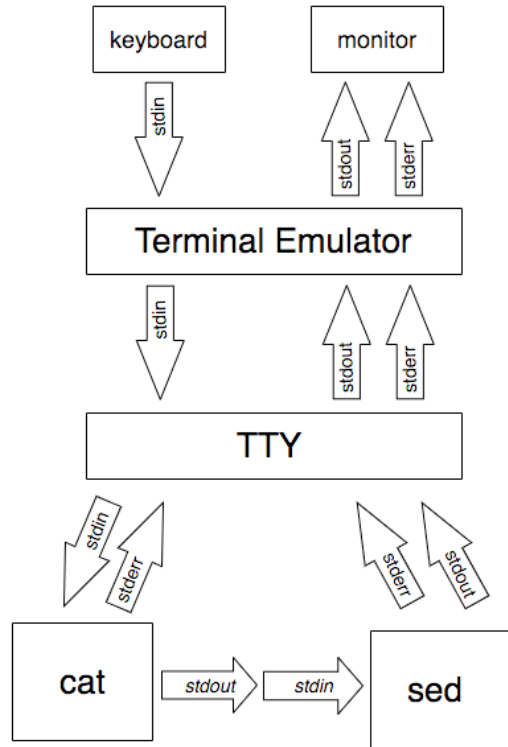 keyboard
monitor
stdin
stdout
stderr
Terminal Emulator
stdin
stdout
stderr
TTY
stdin
stderr
stderr
stdout
cat
stdout
stdin
sed